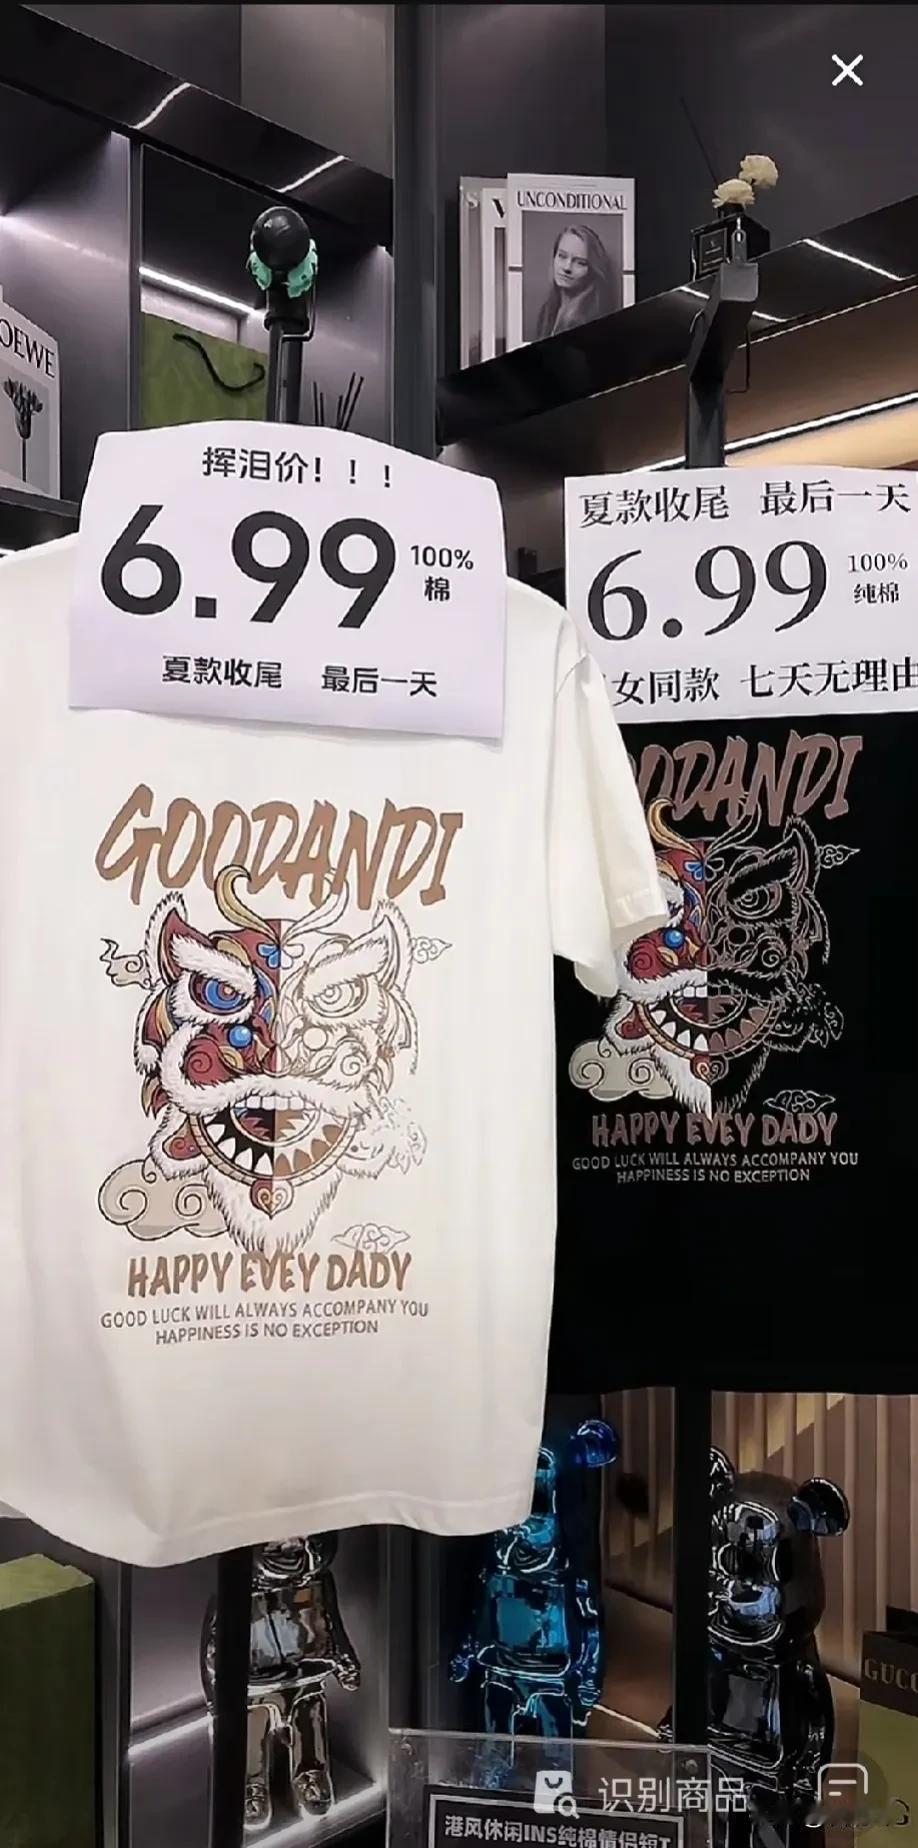 UNCONDITIONAL
OEWE
挥泪价！！！
6.99
100%
棉
夏款收尾 最后一天
夏款收尾 最后一天
6.99
100%
纯棉
女同款 七天无理由
GOODANDI
HAPPY EVEY DADY
GOOD LUCK WILL ALWAYS ACCOMPANY YOU
HAPPINESS IS NO EXCEPTION
ODANDI
HAPPY EVEY DADY
GOOD LUCK WILL ALWAYS ACCOMPANY YOU
HAPPINESS IS NO EXCEPTION
GUCC
识别商品
港风休闲INS纯棉情侣短T